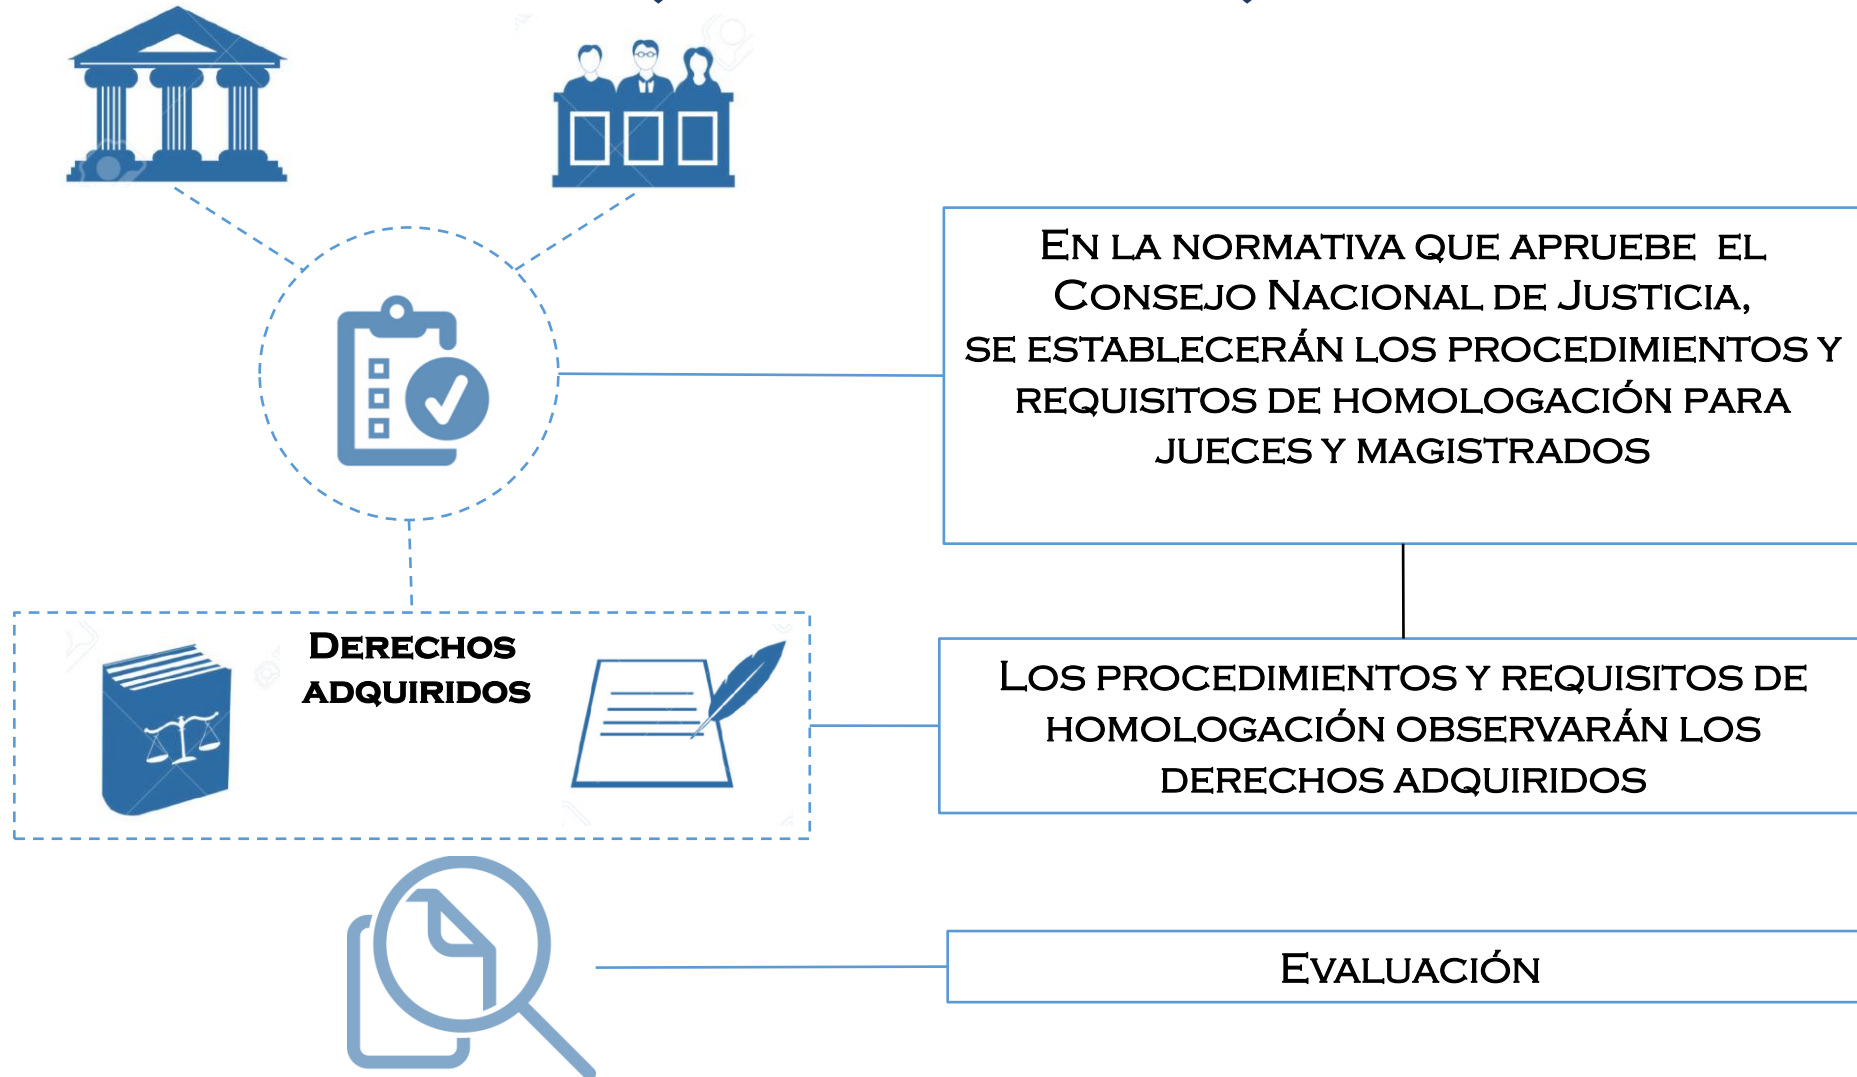 En la normativa que apruebe el
Consejo Nacional de Justicia,
se establecerán los procedimientos y
requisitos de homologación para
jueces y magistrados
Derechos
adquiridos
Los procedimientos y requisitos de
homologación observarán los
derechos adquiridos
Evaluación